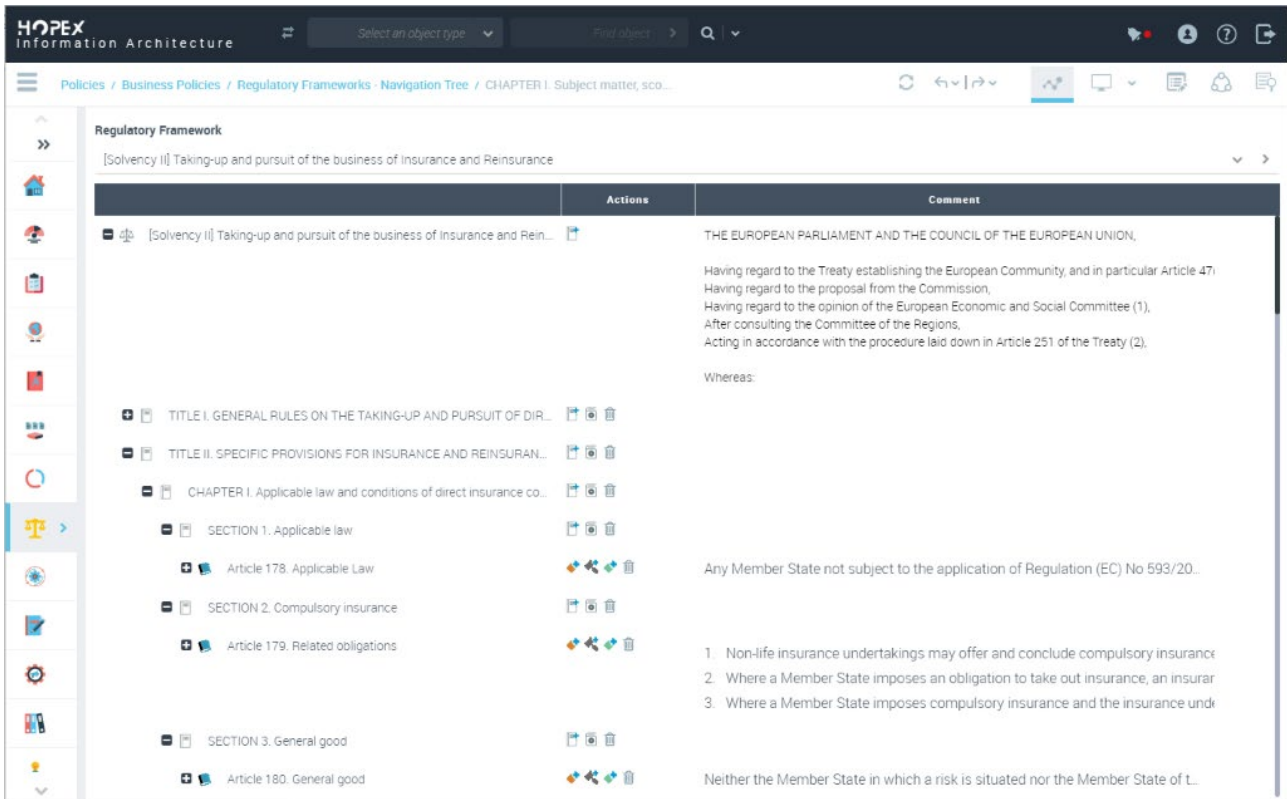 HOPEX
Information Architecture
Select an object type
Find object
Policies / Business Policies / Regulatory Frameworks - Navigation Tree / CHAPTER I. Subject matter, sco...
Regulatory Framework
[Solvency II] Taking-up and pursuit of the business of Insurance and Reinsurance
Actions Comment
[Solvency II] Taking-up and pursuit of the business of Insurance and Rein...
THE EUROPEAN PARLIAMENT AND THE COUNCIL OF THE EUROPEAN UNION,
Having regard to the Treaty establishing the European Community, and in particular Article 47(
Having regard to the proposal from the Commission,
Having regard to the opinion of the European Economic and Social Committee (1),
After consulting the Committee of the Regions,
Acting in accordance with the procedure laid down in Article 251 of the Treaty (2),
Whereas:
TITLE I. GENERAL RULES ON THE TAKING-UP AND PURSUIT OF DIR...
TITLE II. SPECIFIC PROVISIONS FOR INSURANCE AND REINSURAN...
CHAPTER I. Applicable law and conditions of direct insurance co...
SECTION 1. Applicable law
Article 178. Applicable Law
Any Member State not subject to the application of Regulation (EC) No 593/20...
SECTION 2. Compulsory insurance
Article 179. Related obligations
1. Non-life insurance undertakings may offer and conclude compulsory insurance
2. Where a Member State imposes an obligation to take out insurance, an insuran
3. Where a Member State imposes compulsory insurance and the insurance unde
SECTION 3. General good
Article 180. General good
Neither the Member State in which a risk is situated nor the Member State of t...